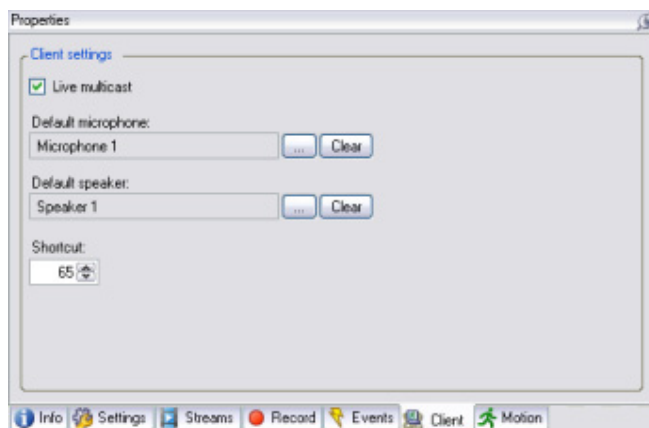 Properties
Client settings
Live multicast
Default microphone:
Microphone 1
... Clear
Default speaker:
Speaker 1
... Clear
Shortcut:
65
Info Settings Streams Record Events Client Motion